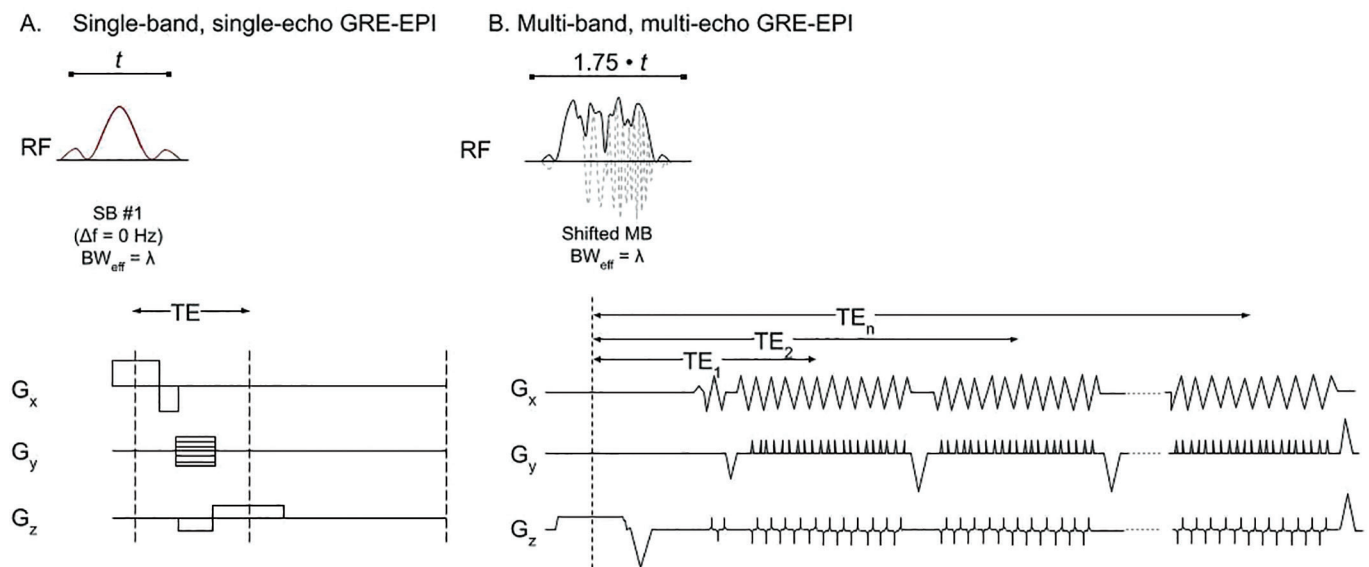 A. Single-band, single-echo GRE-EPI
t
RF
SB #1
(Δf = 0 Hz)
BWeff = λ
TE
Gx
Gy
Gz
B. Multi-band, multi-echo GRE-EPI
1.75 • t
RF
Shifted MB
BWeff = λ
TEn
TE2
TE1
Gx
Gy
Gz